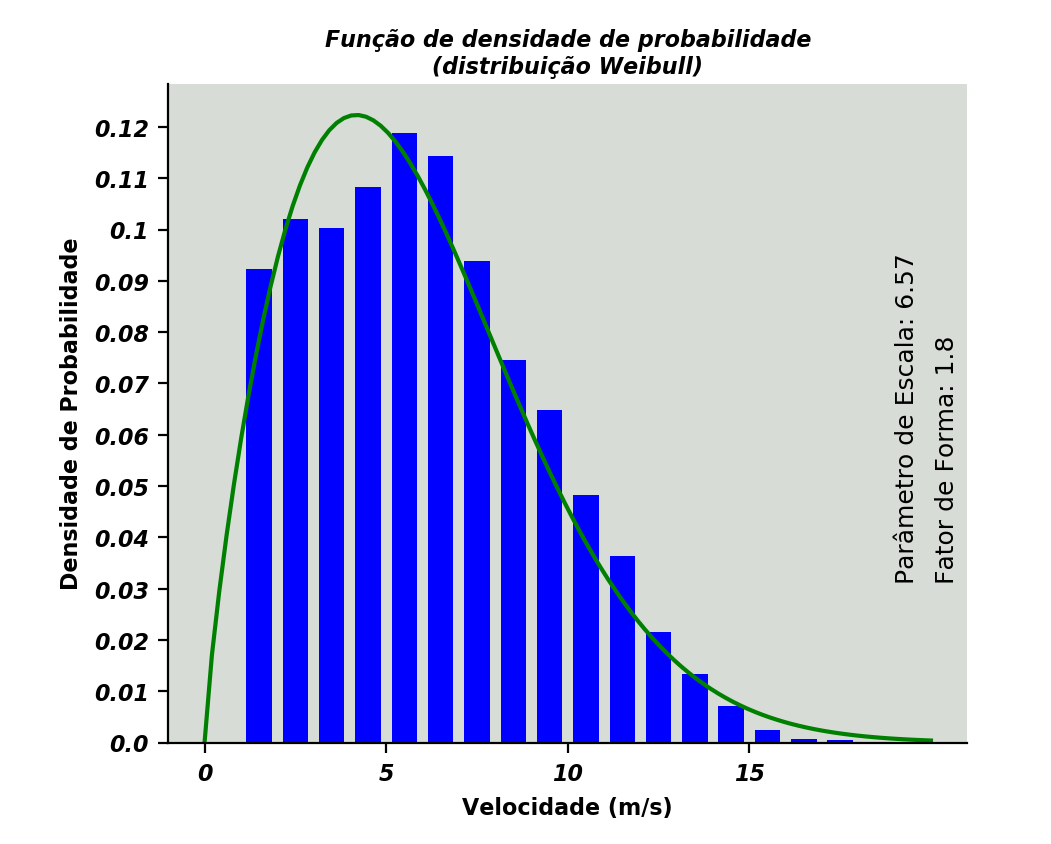 Função de densidade de probabilidade
(distribuição Weibull)
Densidade de Probabilidade
0.12
0.11
0.1
0.09
0.08
0.07
0.06
0.05
0.04
0.03
0.02
0.01
0.0
0
5
10
15
Velocidade (m/s)
Parâmetro de Escala: 6.57
Fator de Forma: 1.8